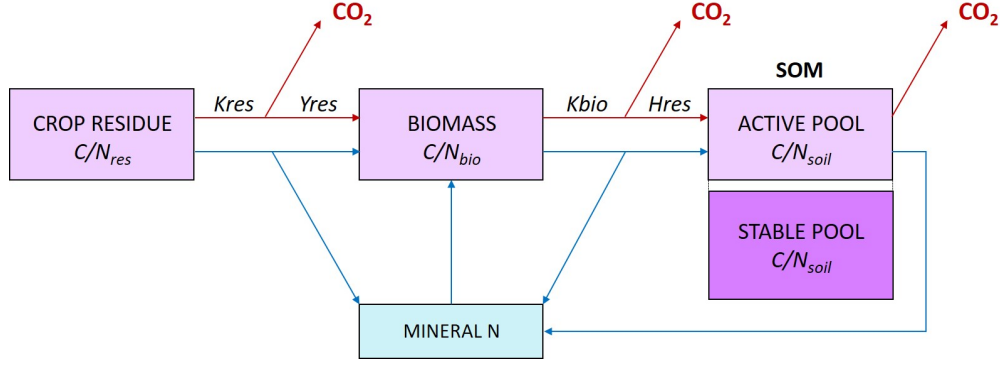 CO₂ CO₂ CO₂
SOM
CROP RESIDUE
C/Nres
Kres Yres
BIOMASS
C/Nbio
Kbio Hres
ACTIVE POOL
C/Nsoil
STABLE POOL
C/Nsoil
MINERAL N